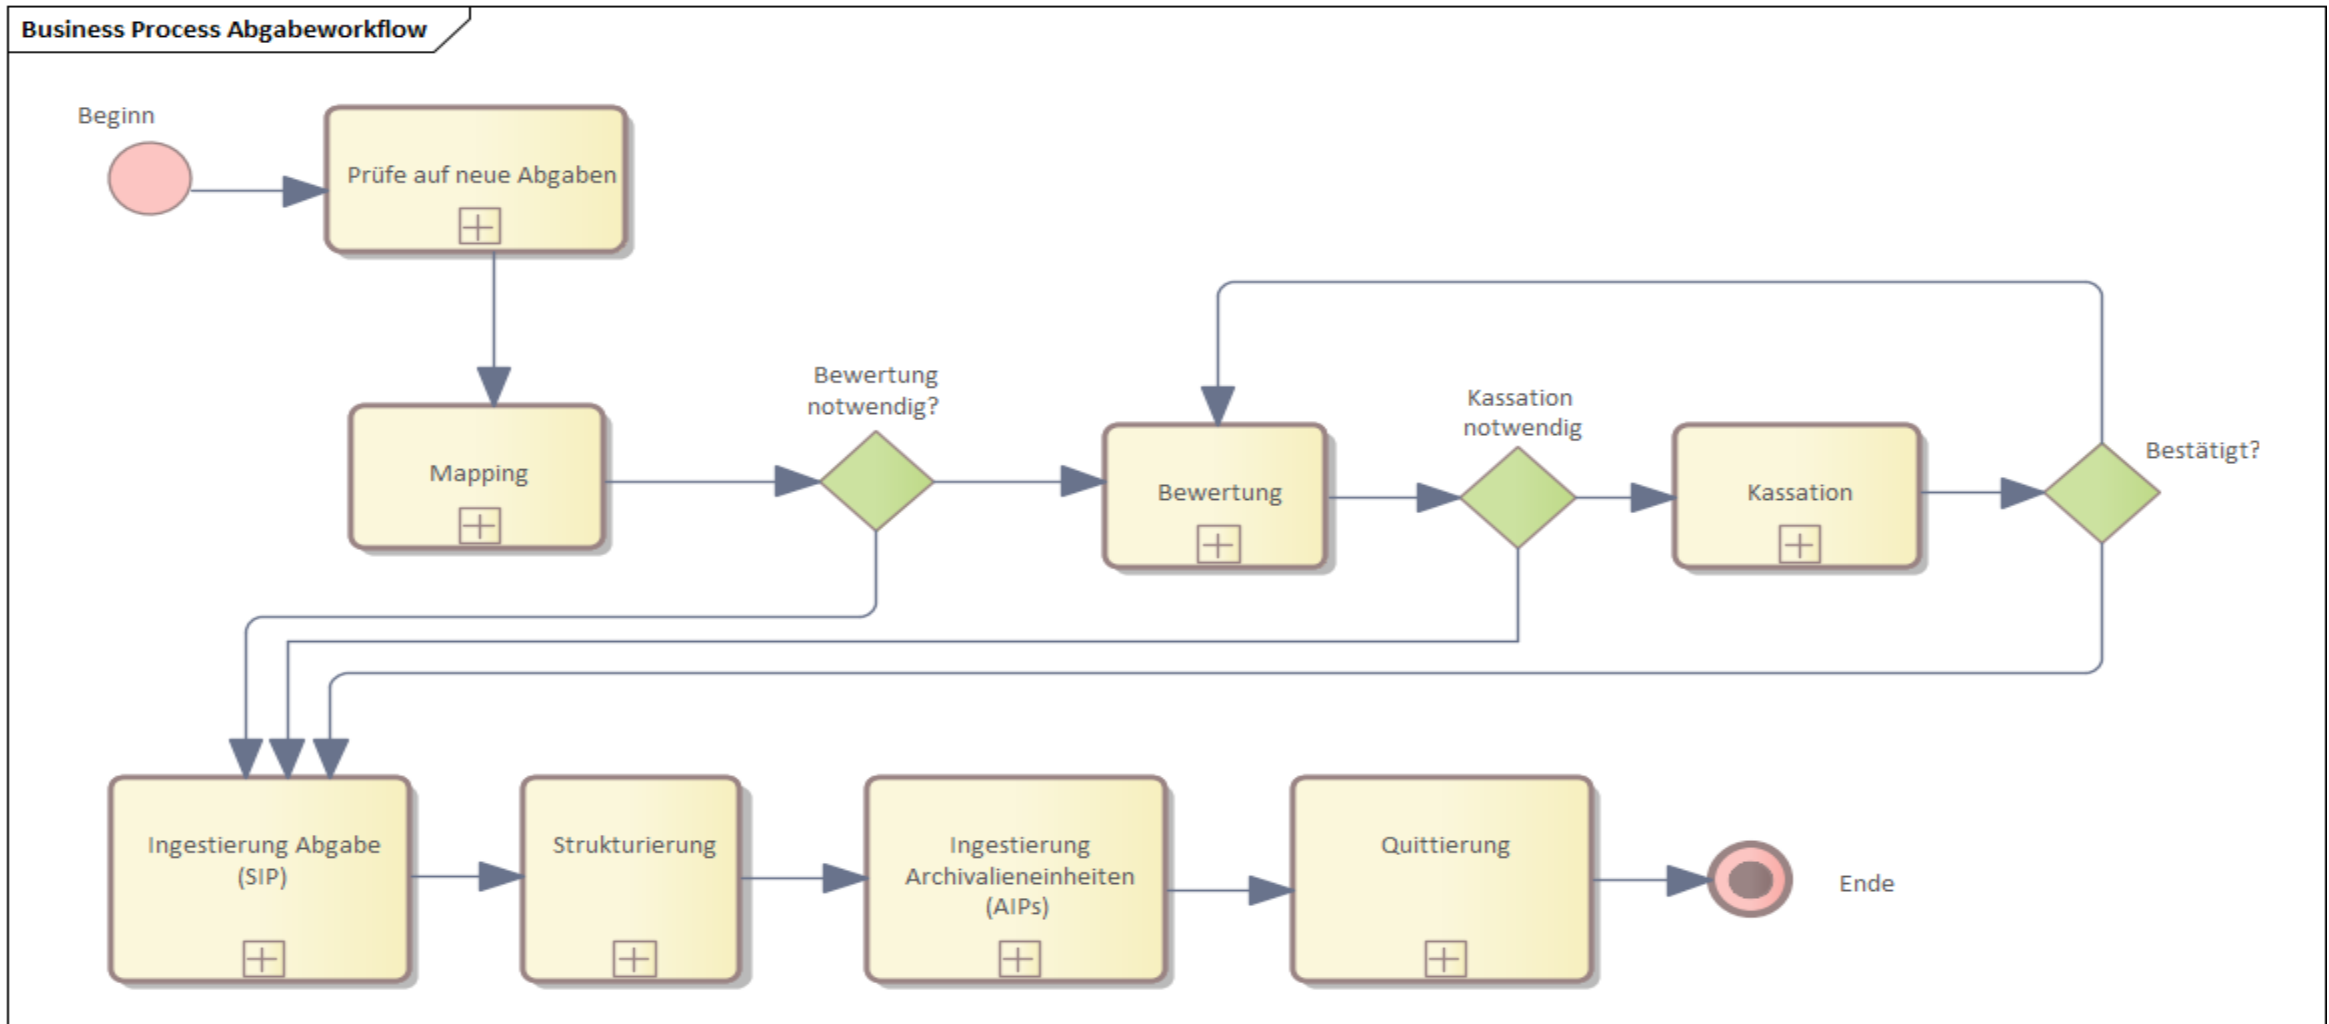 Business Process Abgabeworkflow
Beginn
Prüfe auf neue Abgaben
Mapping
Bewertung
notwendig?
Bewertung
Kassation
notwendig
Kassation
Bestätigt?
Ingestierung Abgabe
(SIP)
Strukturierung
Ingestierung
Archivalieneinheiten
(AIPs)
Quittierung
Ende